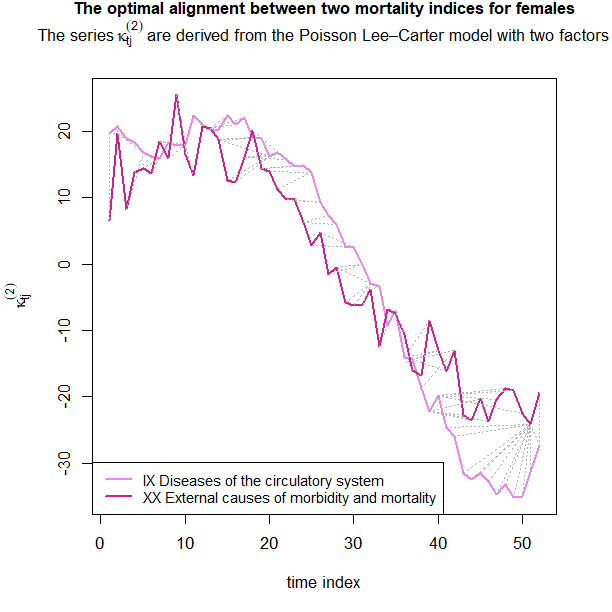 The optimal alignment between two mortality indices for females
The series κtj(2) are derived from the Poisson Lee–Carter model with two factors
20
10
0
-10
-20
-30
κtj(2)
IX Diseases of the circulatory system
XX External causes of morbidity and mortality
0 10 20 30 40 50
time index